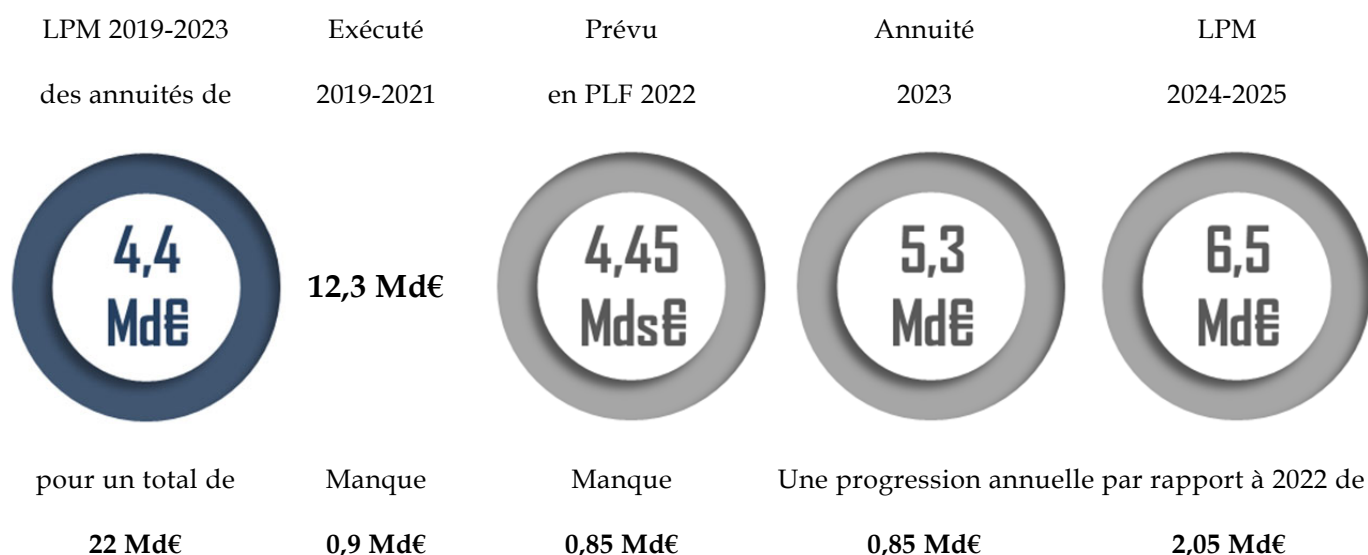 LPM 2019-2023
des annuités de
4,4
Md€
pour un total de
22 Md€
Exécuté
2019-2021
12,3 Md€
Manque
0,9 Md€
Prévu
en PLF 2022
4,45
Mds€
Manque
0,85 Md€
Annuité
2023
5,3
Md€
LPM
2024-2025
6,5
Md€
Une progression annuelle par rapport à 2022 de
0,85 Md€
2,05 Md€